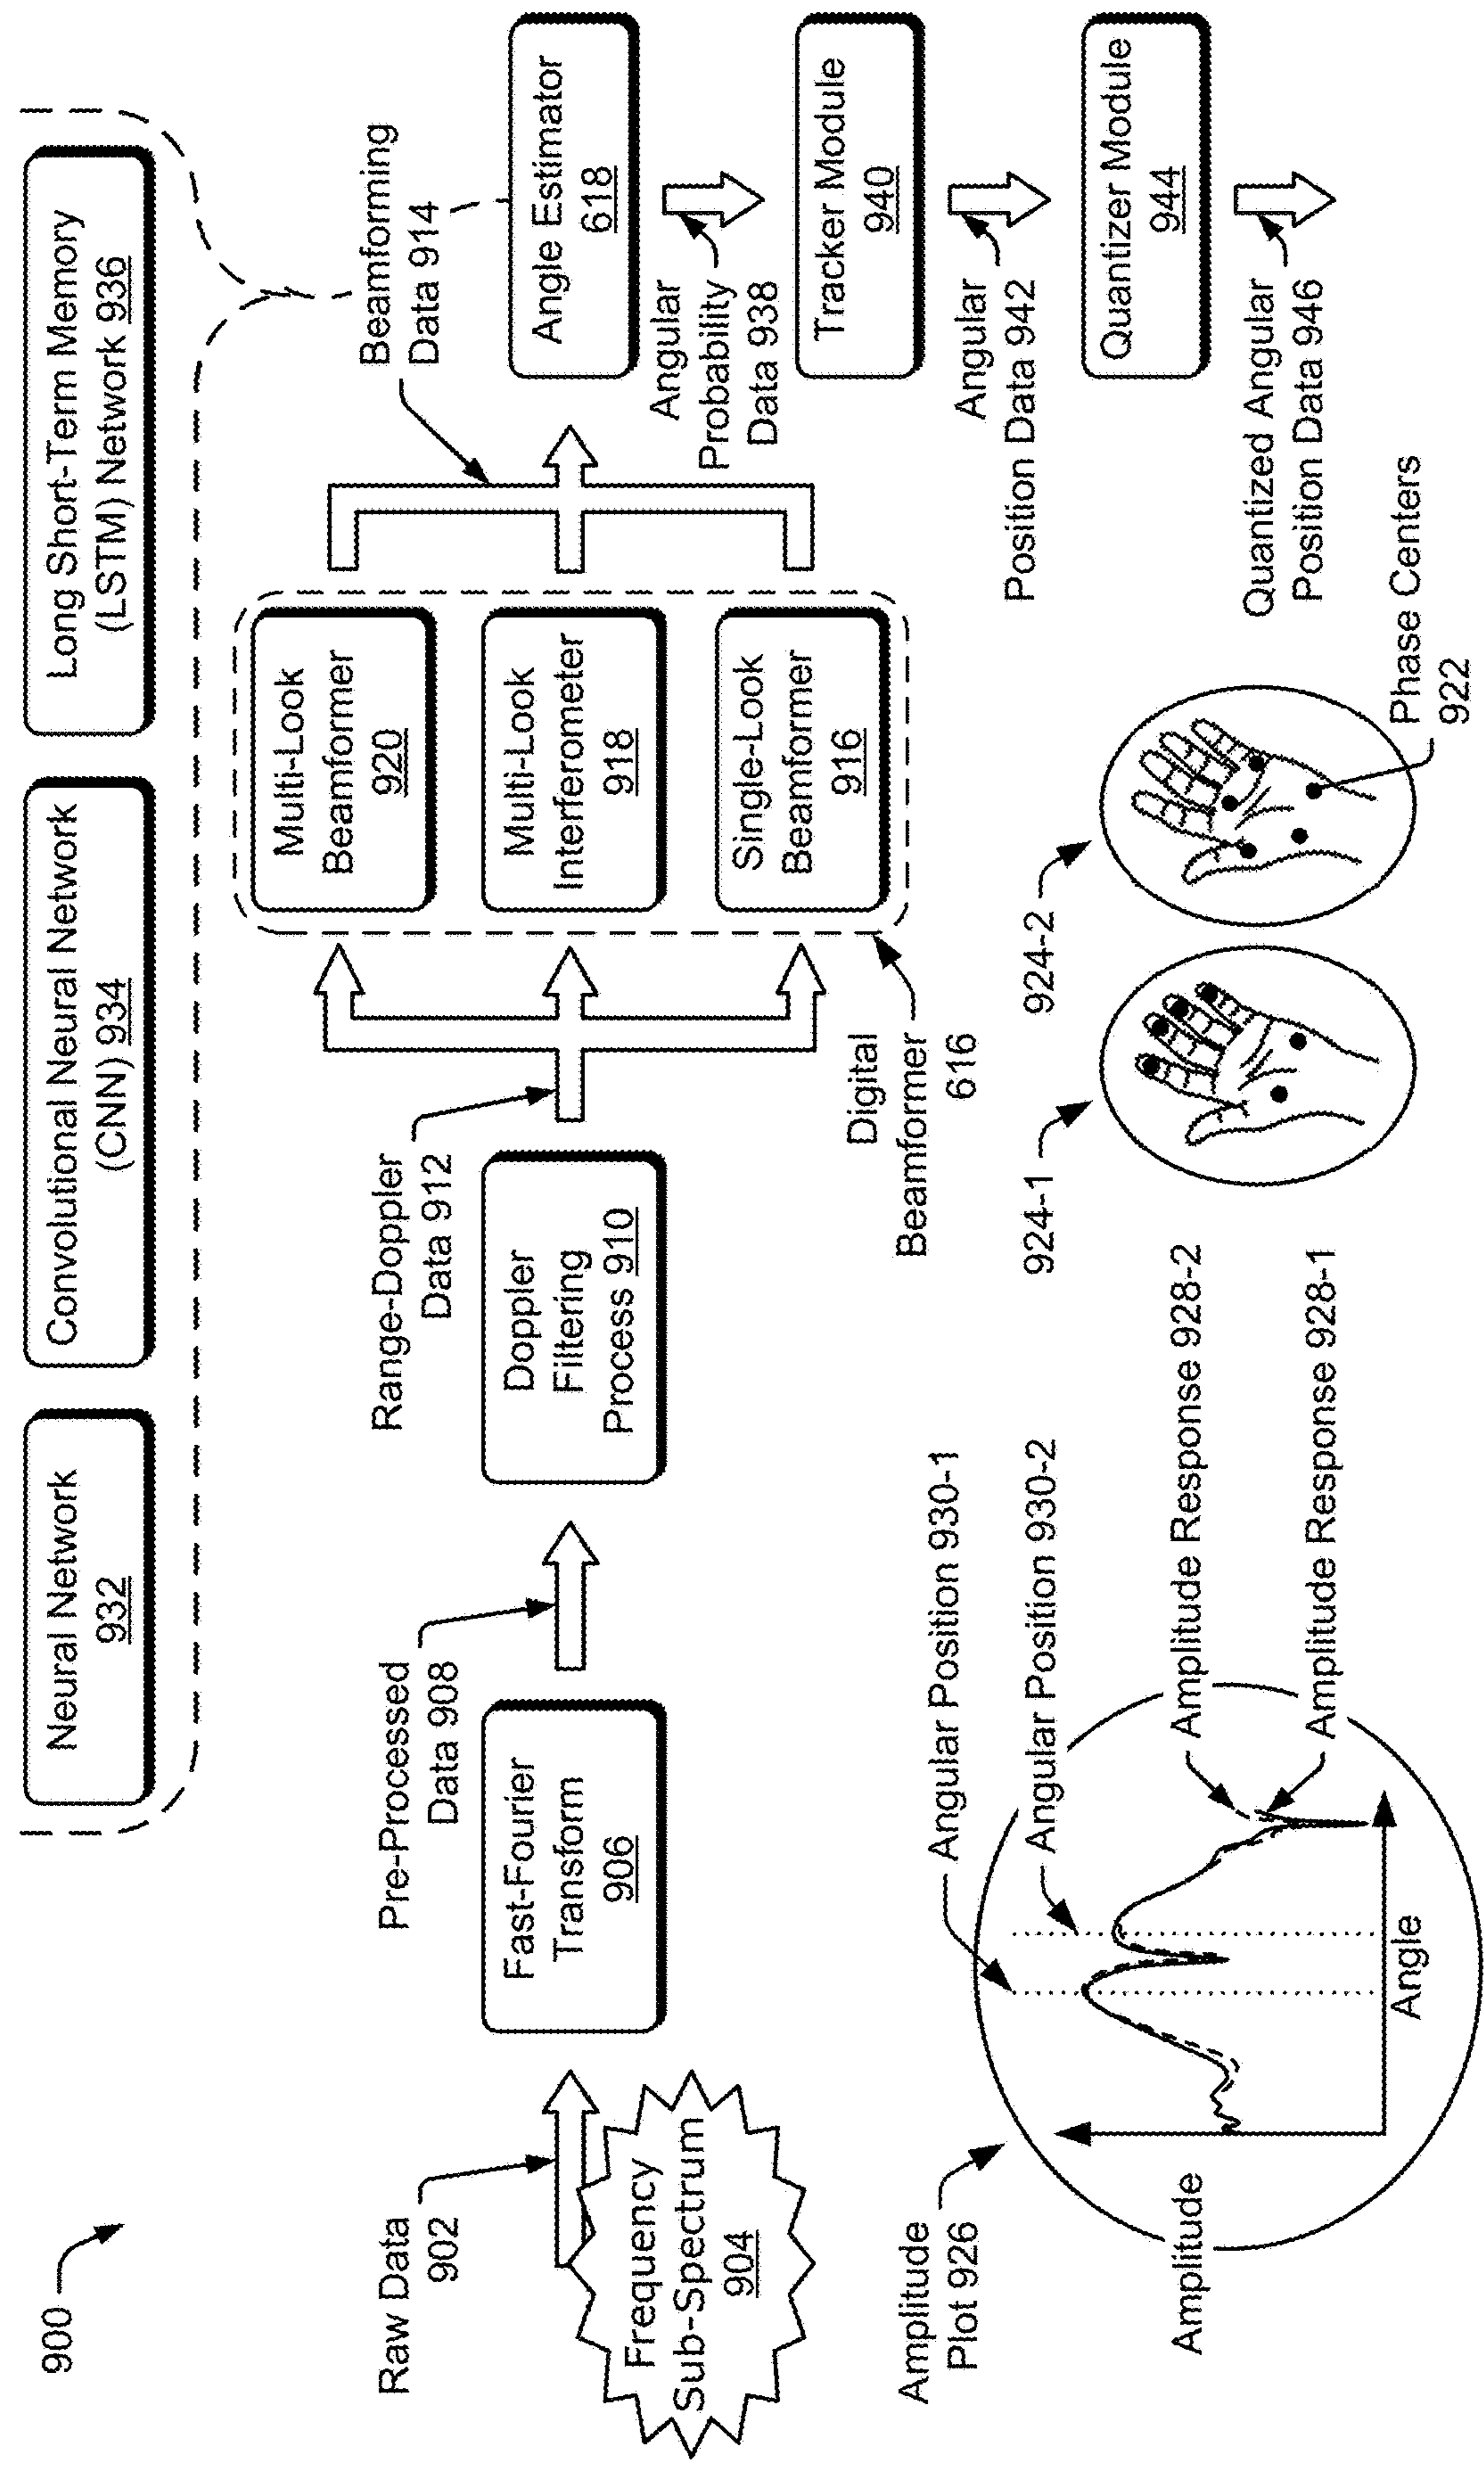 900
Neural Network
932
Convolutional Neural Network
(CNN) 934
Long Short-Term Memory
(LSTM) Network 936
Raw Data
902
Frequency
Sub-Spectrum
904
Fast-Fourier
Transform
906
Pre-Processed
Data 908
Doppler
Filtering
Process 910
Range-Doppler
Data 912
Multi-Look
Beamformer
920
Multi-Look
Interferometer
918
Single-Look
Beamformer
916
Digital
Beamformer
616
Beamforming
Data 914
Angle Estimator
618
Angular
Probability
Data 938
Tracker Module
940
Angular
Position Data 942
Quantizer Module
944
Quantized Angular
Position Data 946
Amplitude
Plot 926
Amplitude
Angle
Angular Position 930-1
Angular Position 930-2
Amplitude Response 928-2
Amplitude Response 928-1
924-1
924-2
Phase Centers
922